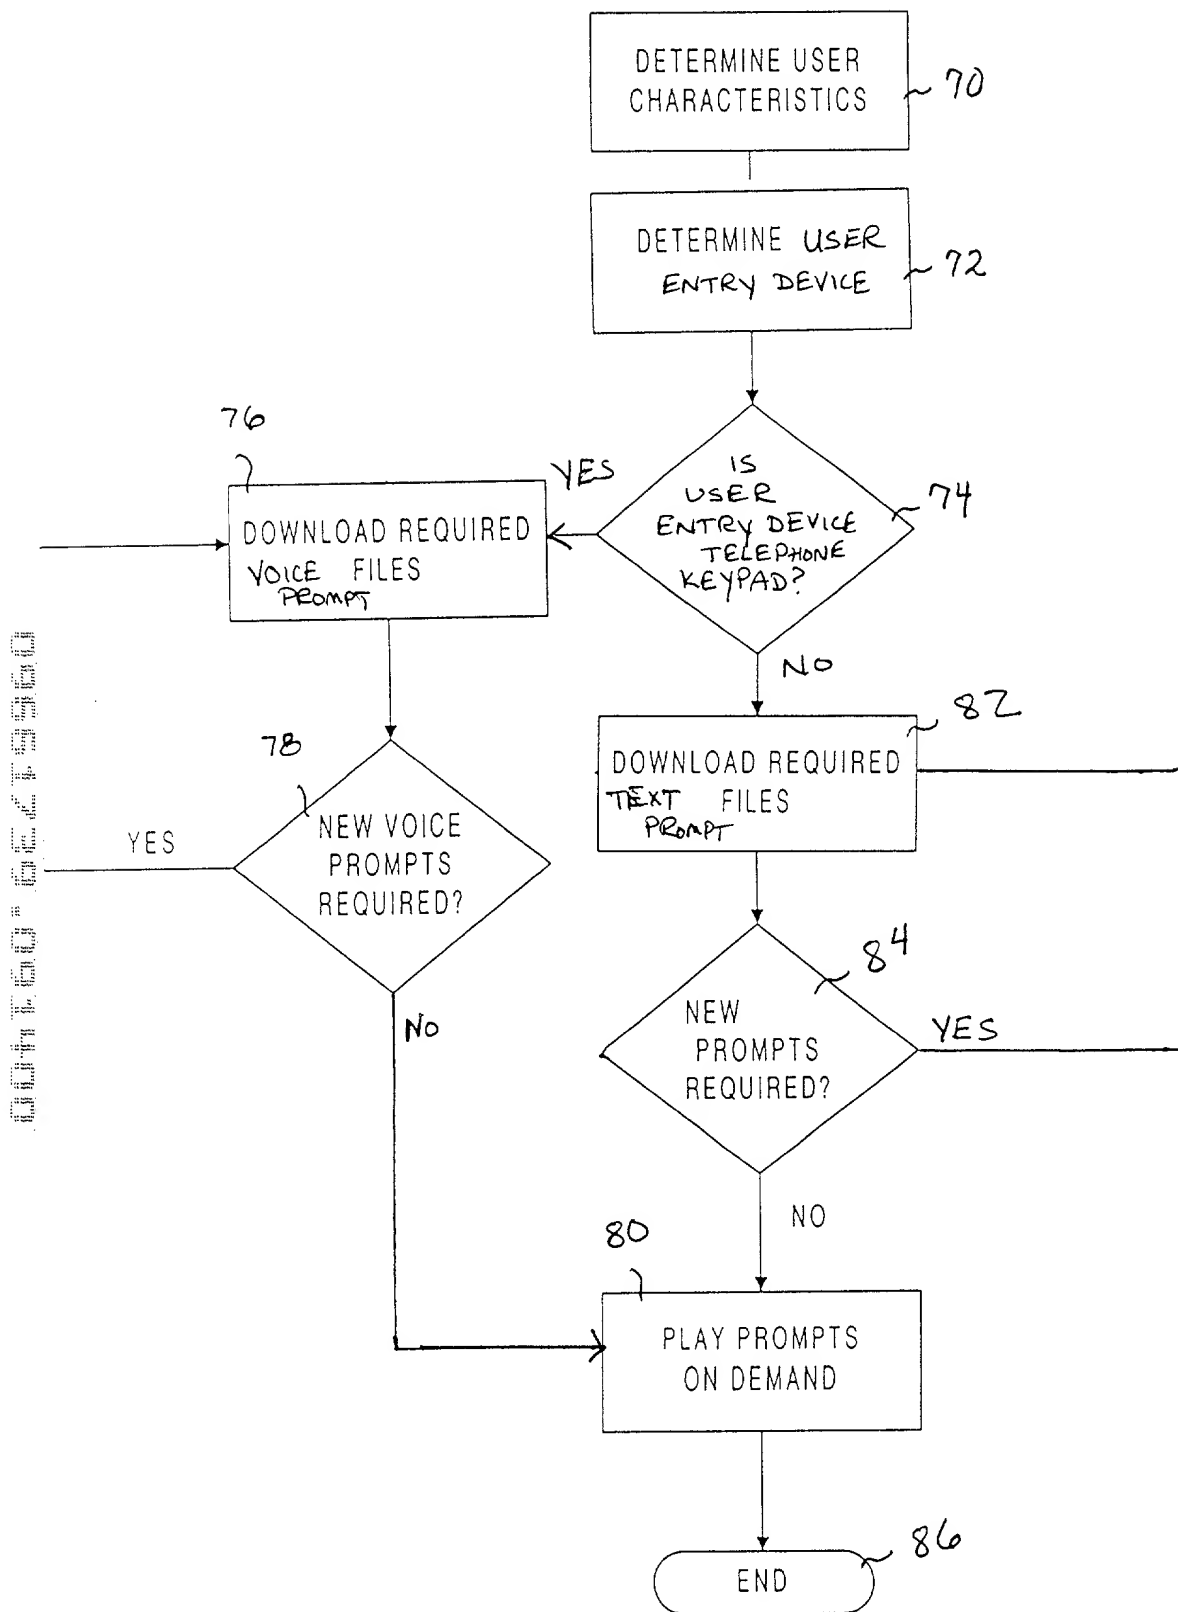 DETERMINE USER
CHARACTERISTICS
70
DETERMINE USER
ENTRY DEVICE
72
76
YES
IS
USER
ENTRY DEVICE
TELEPHONE
KEYPAD?
74
DOWNLOAD REQUIRED
VOICE FILES
PROMPT
NO
82
78
DOWNLOAD REQUIRED
TEXT FILES
PROMPT
YES
NEW VOICE
PROMPTS
REQUIRED?
84
NO
NEW
PROMPTS
REQUIRED?
YES
NO
80
PLAY PROMPTS
ON DEMAND
86
END